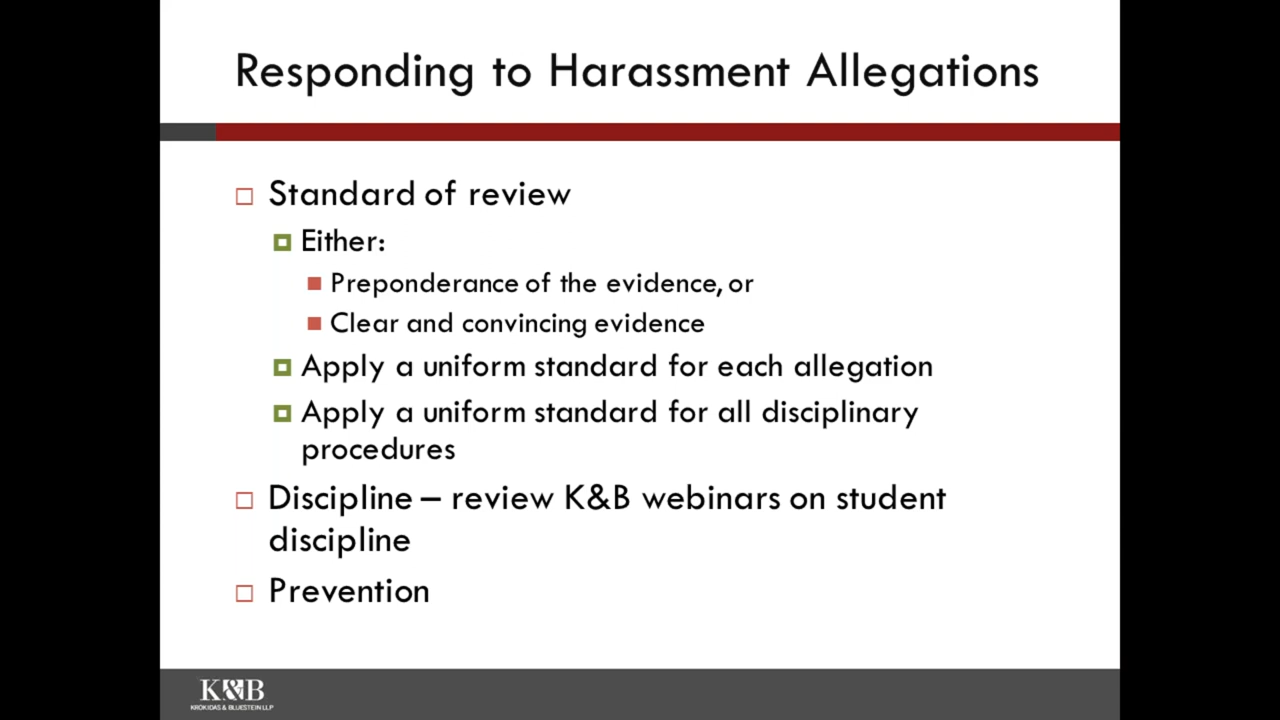 Responding to Harassment Allegations
Standard of review
Either:
Preponderance of the evidence, or
Clear and convincing evidence
Apply a uniform standard for each allegation
Apply a uniform standard for all disciplinary
procedures
Discipline – review K&B webinars on student
discipline
Prevention
K&B
KROKIDAS & BLUESTEIN LLP